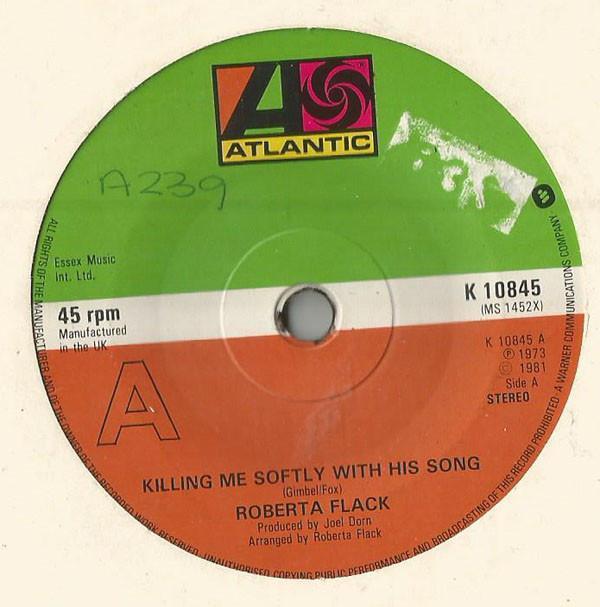 ATLANTIC
A239
Essex Music
Int. Ltd.
45 rpm
Manufactured
in the UK
K 10845
(MS 1452X)
K 10845 A
℗ 1973
© 1981
Side A
STEREO
A
KILLING ME SOFTLY WITH HIS SONG
(Gimbel/Fox)
ROBERTA FLACK
Produced by Joel Dorn
Arranged by Roberta Flack
ALL RIGHTS OF THE MANUFACTURER AND OF THE OWNER OF THE RECORDED WORK RESERVED. UNAUTHORISED COPYING PUBLIC PERFORMANCE AND BROADCASTING OF THIS RECORD PROHIBITED · A WARNER COMMUNICATIONS COMPANY